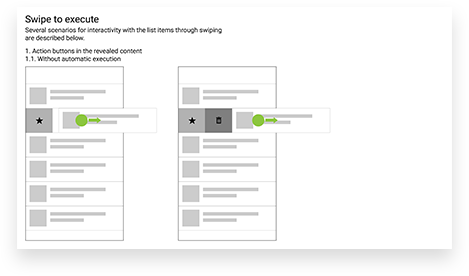 Swipe to execute
Several scenarios for interactivity with the list items through swiping
are described below.
1. Action buttons in the revealed content
1.1. Without automatic execution